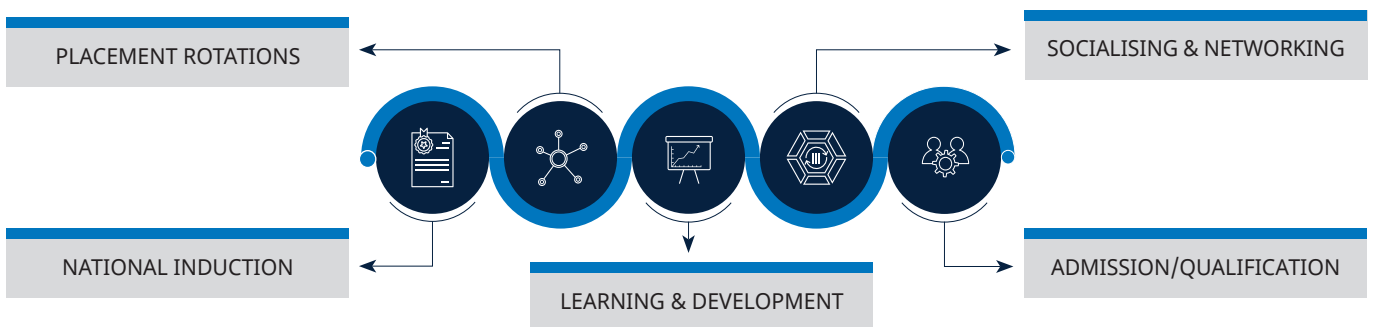 PLACEMENT ROTATIONS
SOCIALISING & NETWORKING
NATIONAL INDUCTION
LEARNING & DEVELOPMENT
ADMISSION/QUALIFICATION